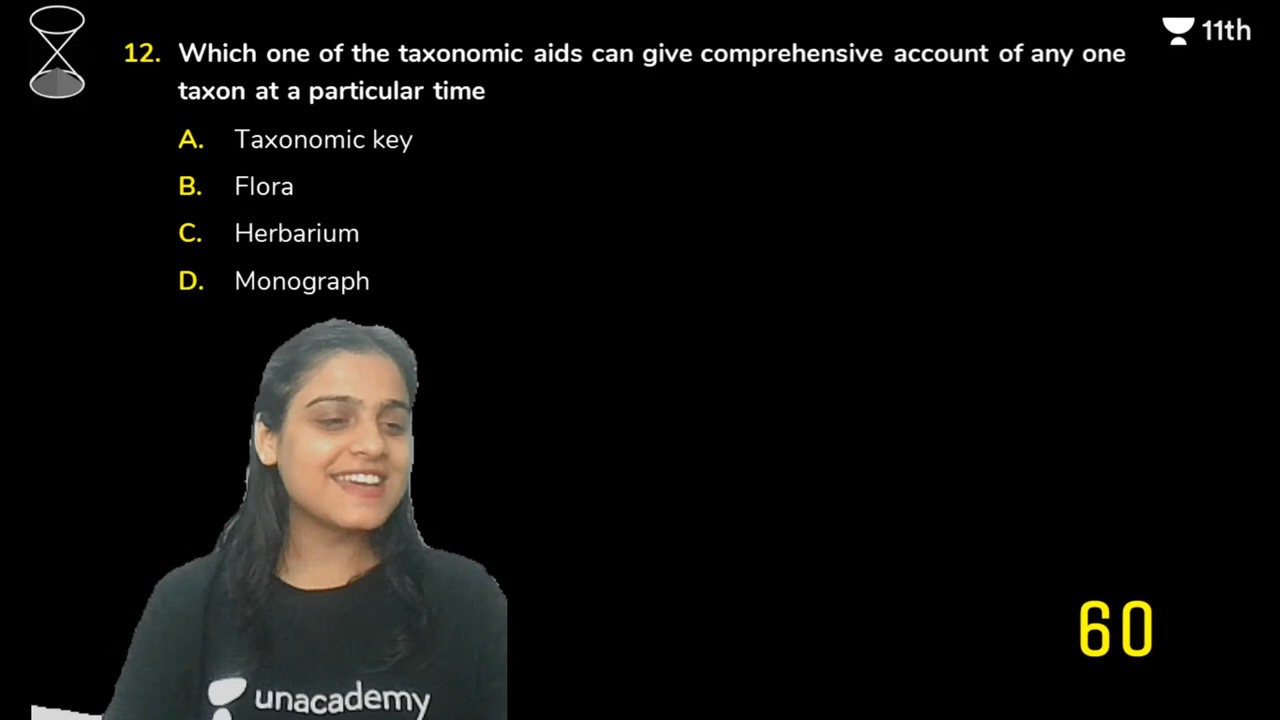 11th
12. Which one of the taxonomic aids can give comprehensive account of any one
taxon at a particular time
A. Taxonomic key
B. Flora
C. Herbarium
D. Monograph
60
unacademy